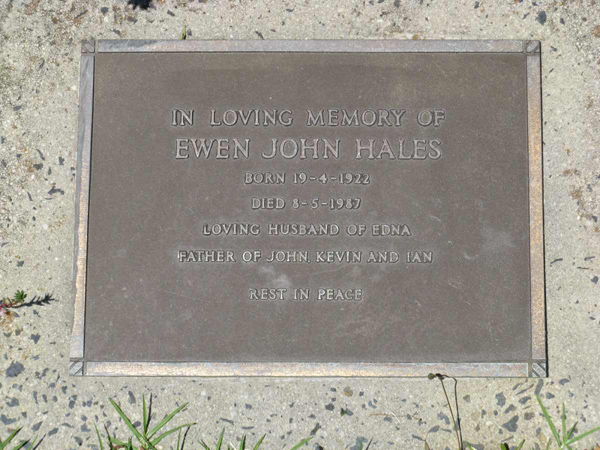 IN LOVING MEMORY OF
EWEN JOHN HALES
BORN 19-4-1922
DIED 8-5-1987
LOVING HUSBAND OF EDNA
FATHER OF JOHN, KEVIN AND IAN
REST IN PEACE